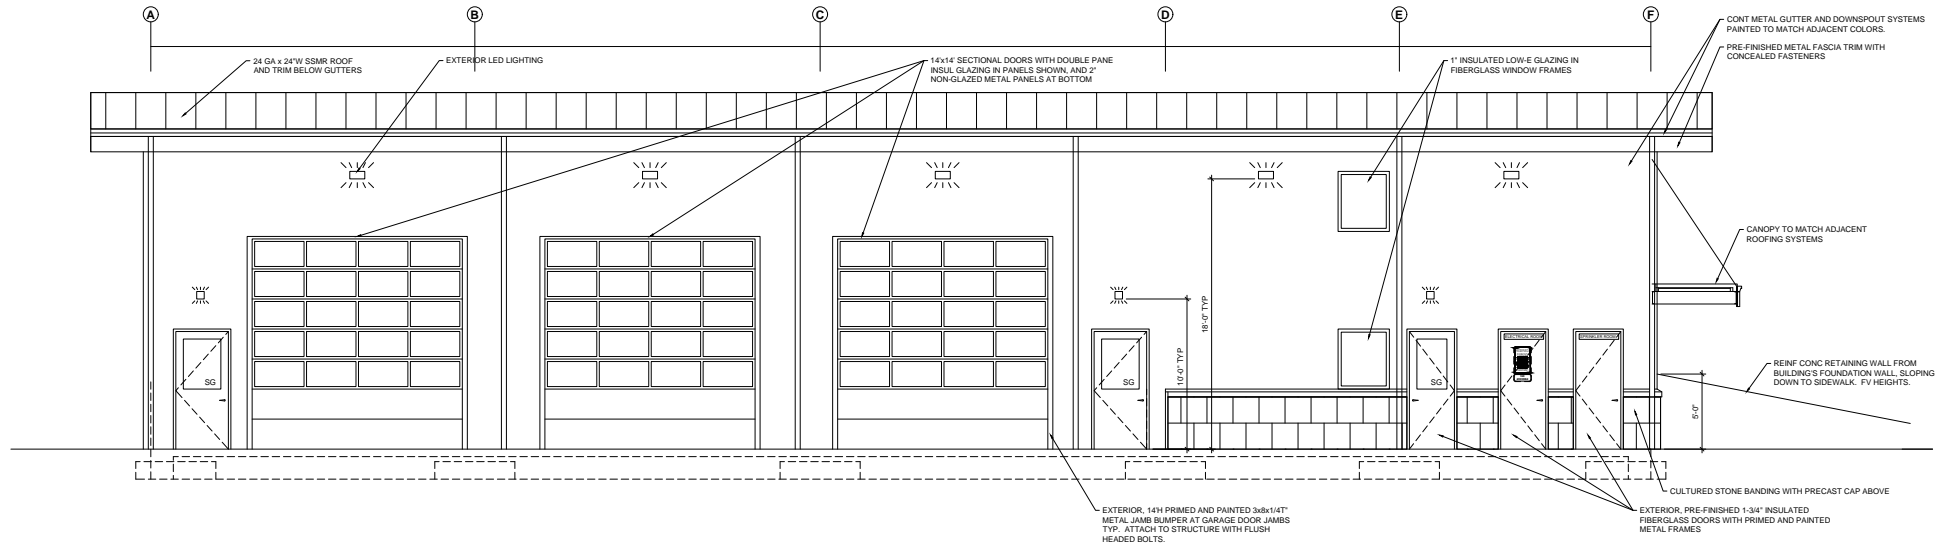 A
B
C
D
E
F
CONT METAL GUTTER AND DOWNSPOUT SYSTEMS
PAINTED TO MATCH ADJACENT COLORS.
PRE-FINISHED METAL FASCIA TRIM WITH
CONCEALED FASTENERS
24 GA x 24"W SSMR ROOF
AND TRIM BELOW GUTTERS
EXTERIOR LED LIGHTING
14'x14' SECTIONAL DOORS WITH DOUBLE PANE
INSUL GLAZING IN PANELS SHOWN, AND 2"
NON-GLAZED METAL PANELS AT BOTTOM
1" INSULATED LOW-E GLAZING IN
FIBERGLASS WINDOW FRAMES
CANOPY TO MATCH ADJACENT
ROOFING SYSTEMS
18'-0" TYP
10'-0" TYP
ELECTRICAL ROOM
SPRINKLER ROOM
SG
SG
SG
REINF CONC RETAINING WALL FROM
BUILDING'S FOUNDATION WALL, SLOPING
DOWN TO SIDEWALK. FV HEIGHTS.
5'-0"
CULTURED STONE BANDING WITH PRECAST CAP ABOVE
EXTERIOR, 14'H PRIMED AND PAINTED 3x8x1/4T"
METAL JAMB BUMPER AT GARAGE DOOR JAMBS
TYP. ATTACH TO STRUCTURE WITH FLUSH
HEADED BOLTS.
EXTERIOR, PRE-FINISHED 1-3/4" INSULATED
FIBERGLASS DOORS WITH PRIMED AND PAINTED
METAL FRAMES